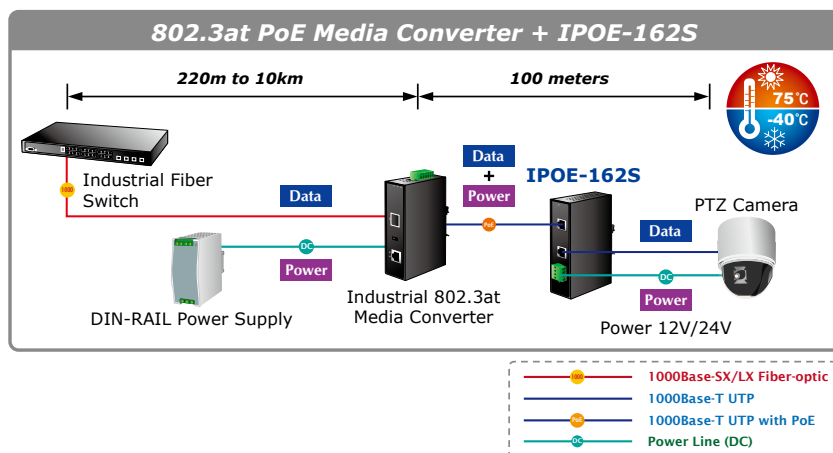 802.3at PoE Media Converter + IPOE-162S
220m to 10km
100 meters
75°C
-40°C
Industrial Fiber
Switch
1000
Data
Data
+
Power
IPOE-162S
PTZ Camera
PoE
Data
DC
Power
DC
Power
DIN-RAIL Power Supply
Industrial 802.3at
Media Converter
Power 12V/24V
1000
1000Base-SX/LX Fiber-optic
1000Base-T UTP
PoE
1000Base-T UTP with PoE
DC
Power Line (DC)